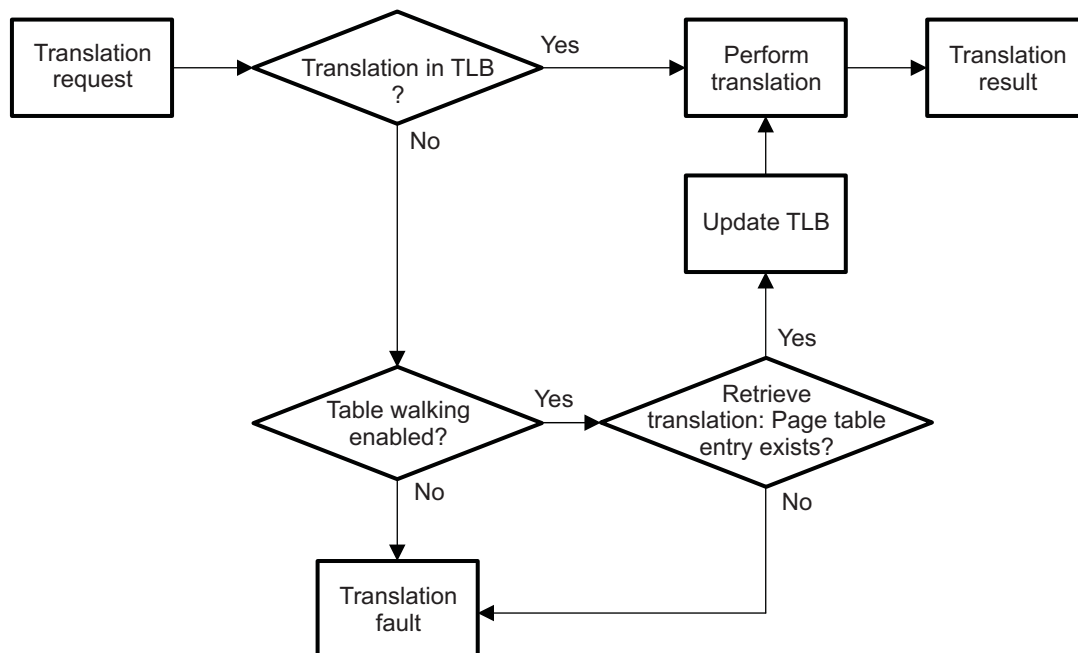 Translation
request
Translation in TLB
?
Yes
Perform
translation
Translation
result
No
Update TLB
Yes
Table walking
enabled?
Yes
Retrieve
translation: Page table
entry exists?
No
No
Translation
fault